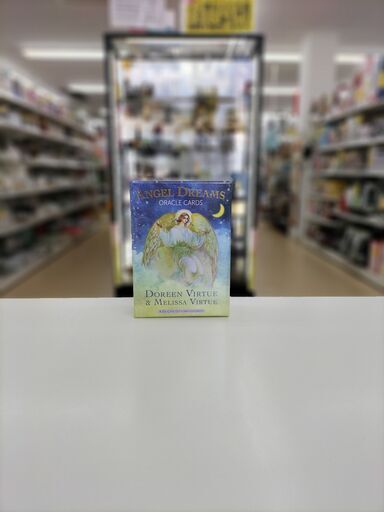 ANGEL DREAMS
ORACLE CARDS
DOREEN VIRTUE
& MELISSA VIRTUE